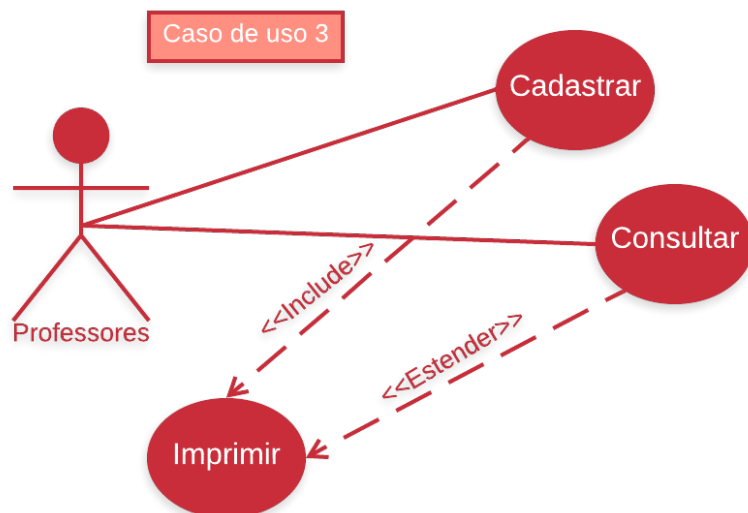 Caso de uso 3
Cadastrar
Consultar
<<Include>>
Professores
<<Estender>>
Imprimir